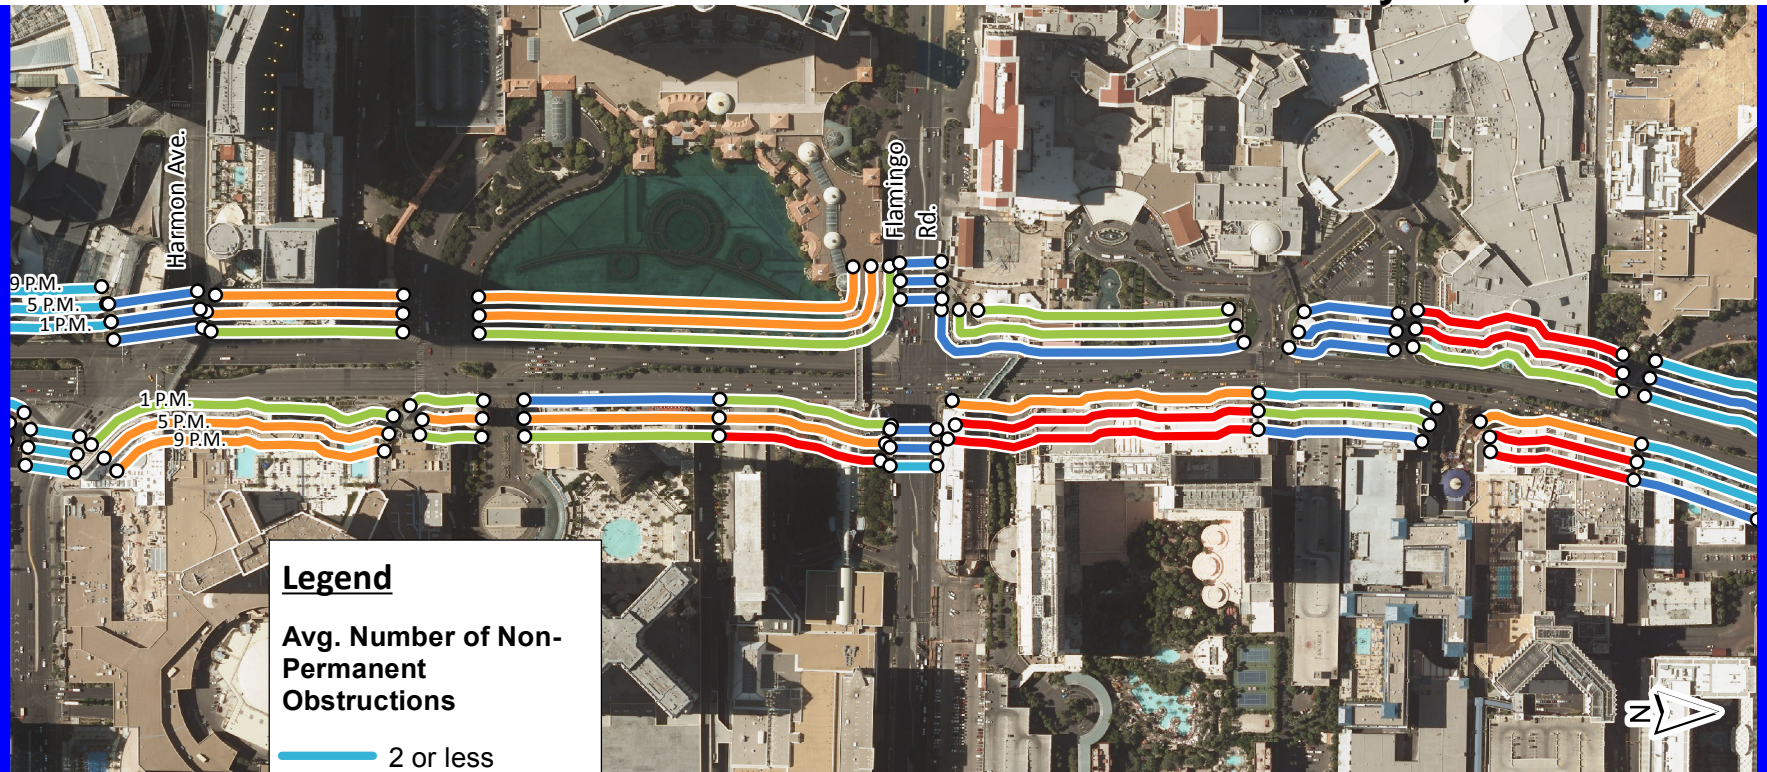 Harmon Ave.
Flamingo
Rd.
9 P.M.
5 P.M.
1 P.M.
1 P.M.
5 P.M.
9 P.M.
Legend
Avg. Number of Non-
Permanent
Obstructions
2 or less
N